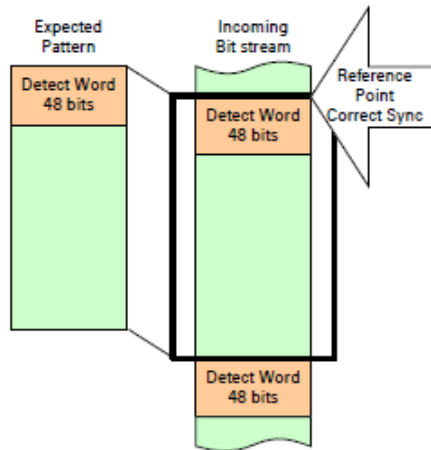 Expected
Pattern
Incoming
Bit stream
Detect Word
48 bits
Reference
Point
Correct Sync
Detect Word
48 bits
Detect Word
48 bits